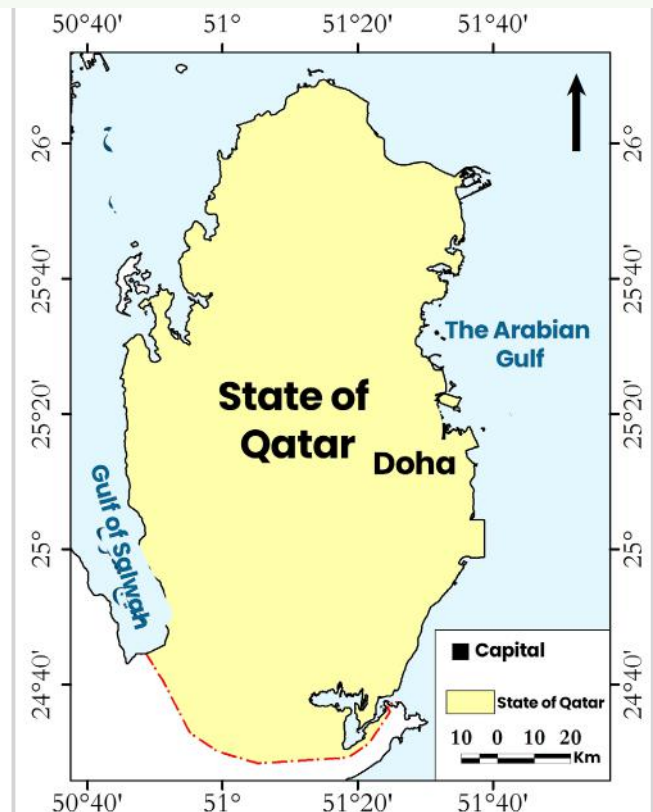 50°40' 51° 51°20' 51°40'
26°
26°
25°40'
25°40'
The Arabian
Gulf
25°20'
25°20'
State of
Qatar
Doha
Gulf of Salwah
25°
25°
24°40'
24°40'
Capital
State of Qatar
10 0 10 20
Km
50°40' 51° 51°20' 51°40'